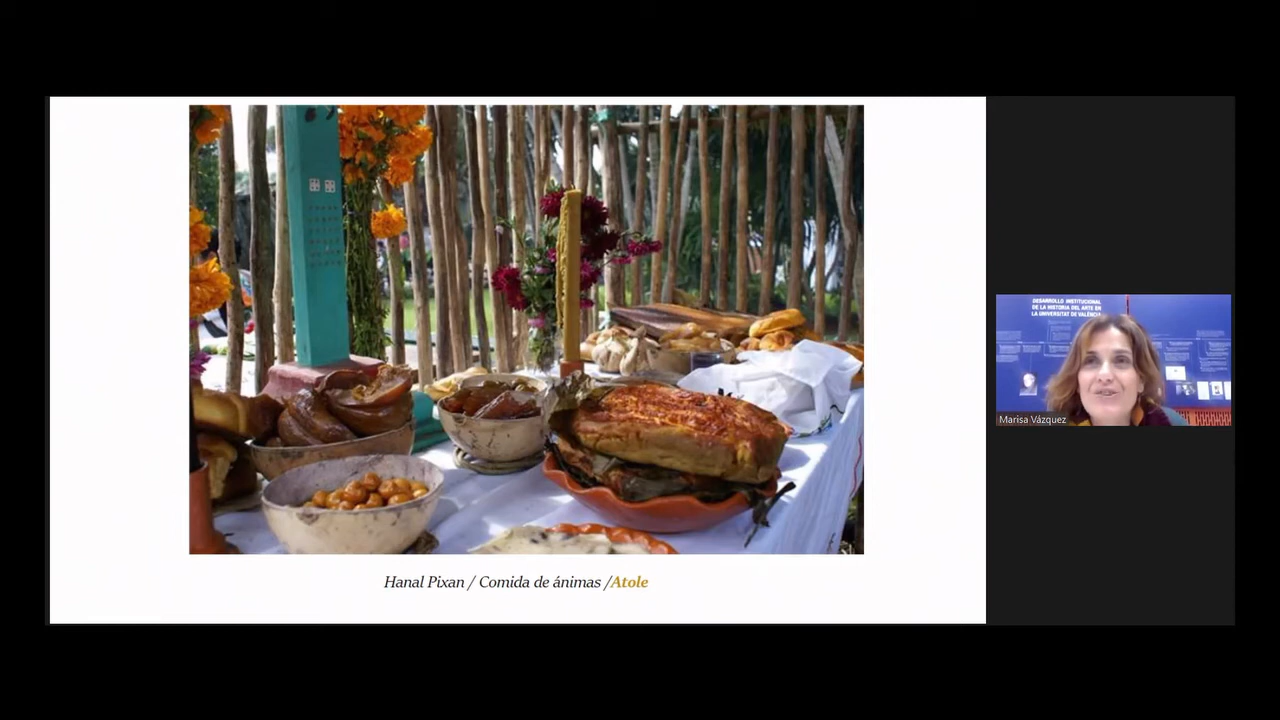 Hanal Pixan / Comida de ánimas /Atole
DESARROLLO INSTITUCIONAL
DE LA HISTORIA DEL ARTE EN
LA UNIVERSITAT DE VALÈNCIA
Marisa Vázquez